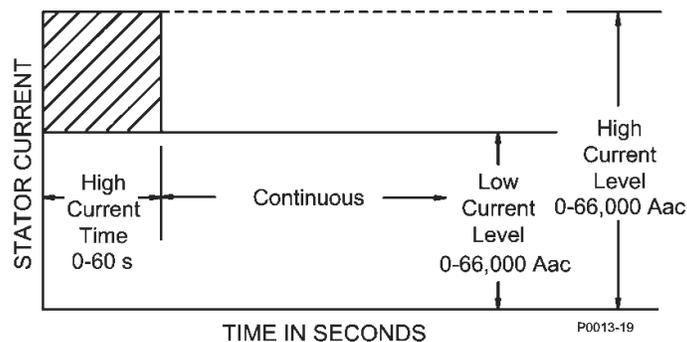 STATOR CURRENT
High
Current
Time
0-60 s
Continuous
Low
Current
Level
0-66,000 Aac
High
Current
Level
0-66,000 Aac
TIME IN SECONDS
P0013-19